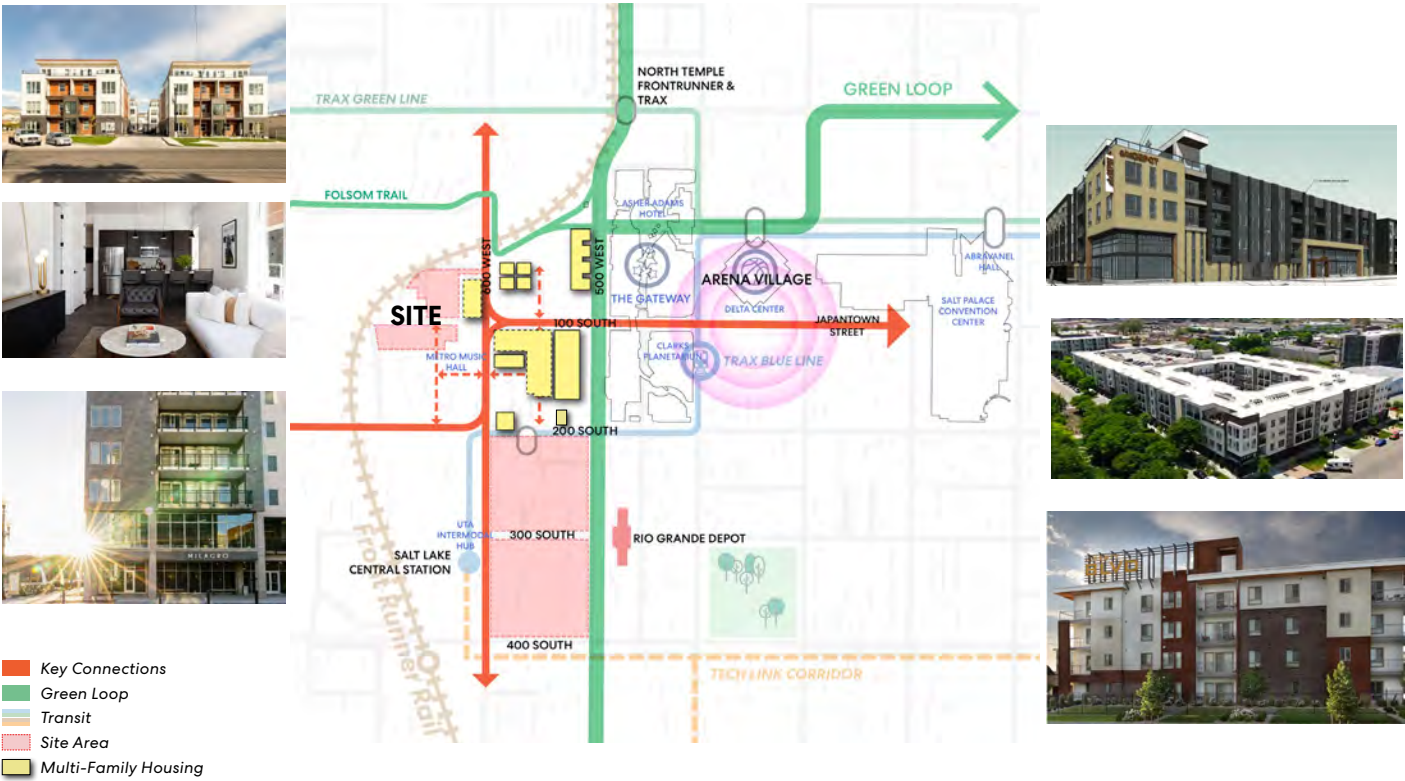 NORTH TEMPLE
FRONTRUNNER &
TRAX
GREEN LOOP
TRAX GREEN LINE
FOLSOM TRAIL
ASHER ADAMS
HOTEL
600 WEST
500 WEST
ABRAVANEL
HALL
ARENA VILLAGE
THE GATEWAY
DELTA CENTER
SALT PALACE
CONVENTION
CENTER
SITE
100 SOUTH
JAPANTOWN
STREET
METRO MUSIC
HALL
CLARKS
PLANETARIUM
TRAX BLUE LINE
200 SOUTH
UTA
INTERMODAL
HUB
300 SOUTH
RIO GRANDE DEPOT
SALT LAKE
CENTRAL STATION
Front Runner Rail
400 SOUTH
TECH LINK CORRIDOR
MILAGRO
Key Connections
Green Loop
Transit
Site Area
Multi-Family Housing